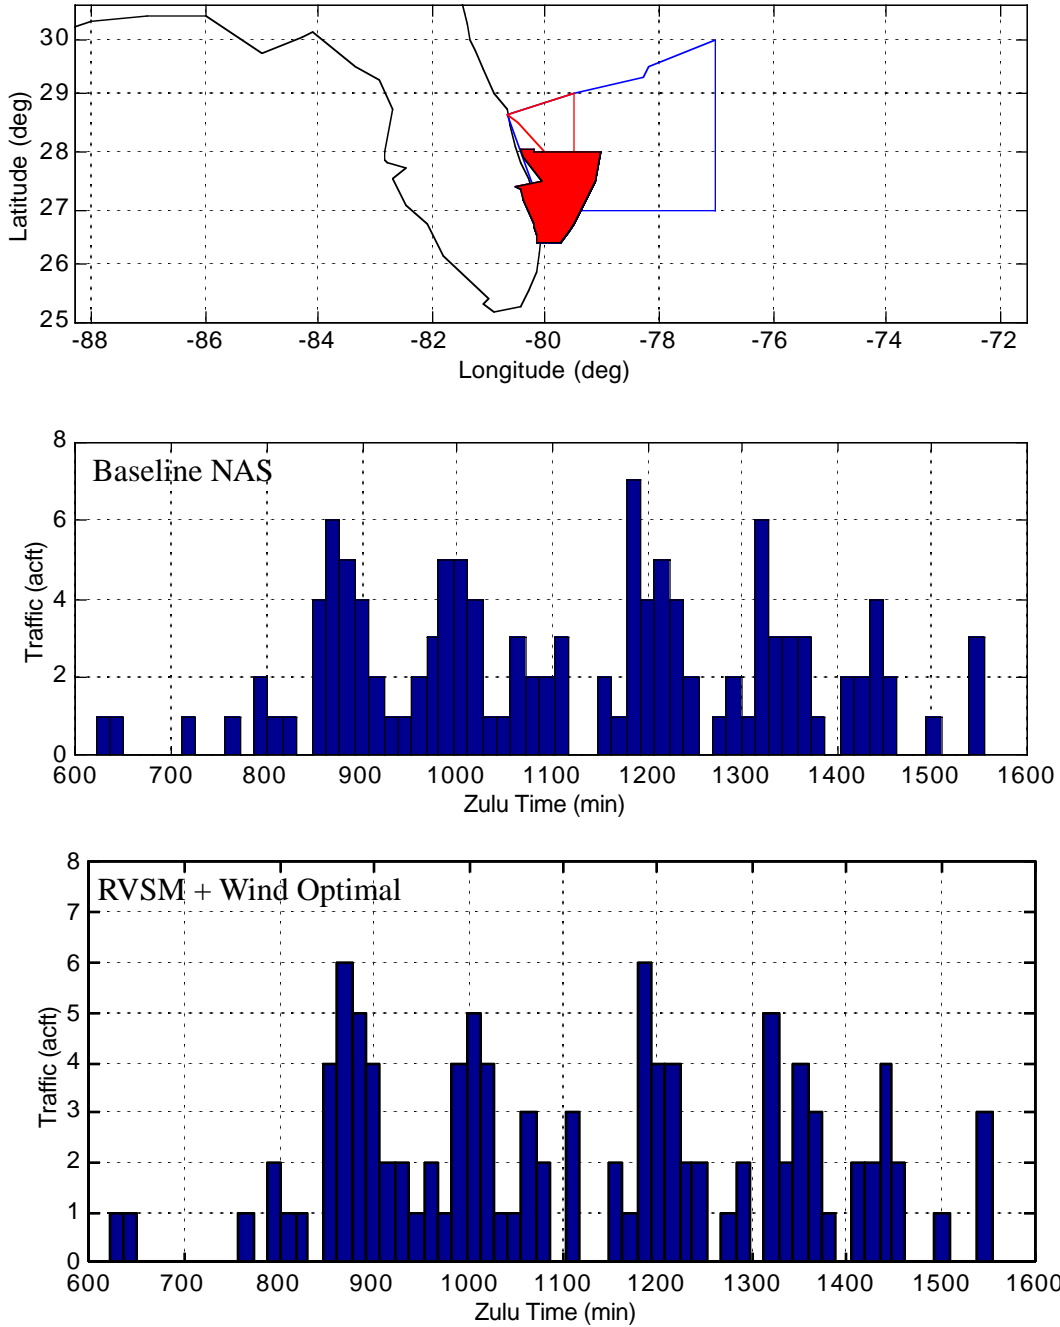 30
29
28
27
26
25
Latitude (deg)
-88 -86 -84 -82 -80 -78 -76 -74 -72
Longitude (deg)
Baseline NAS
8
6
4
2
0
Traffic (acft)
600 700 800 900 1000 1100 1200 1300 1400 1500 1600
Zulu Time (min)
RVSM + Wind Optimal
8
7
6
5
4
3
2
1
0
Traffic (acft)
600 700 800 900 1000 1100 1200 1300 1400 1500 1600
Zulu Time (min)